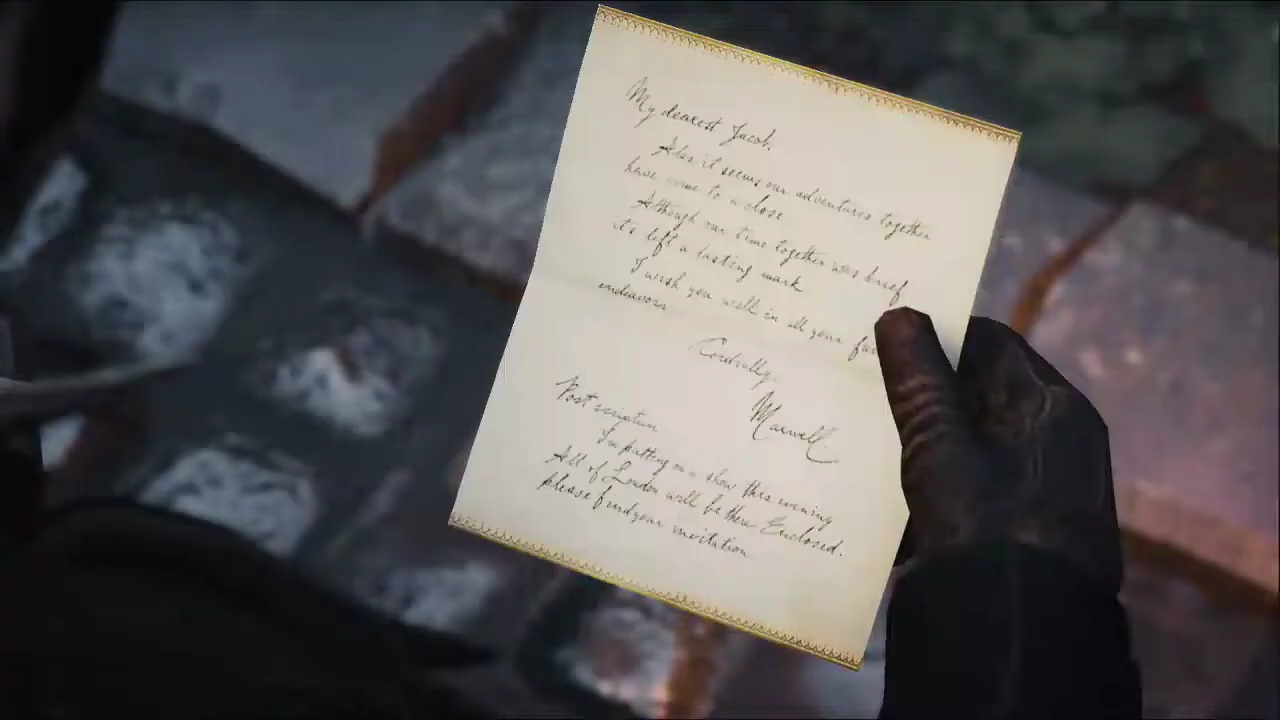 My dearest Jacob,
Alas it seems our adventures together
have come to a close
Although our time together was brief
it's left a lasting mark
I wish you well in all your
endeavors
Cordially,
Maxwell
Post scriptum
I'm putting on a show this evening
All of London will be there Enclosed,
please find your invitation